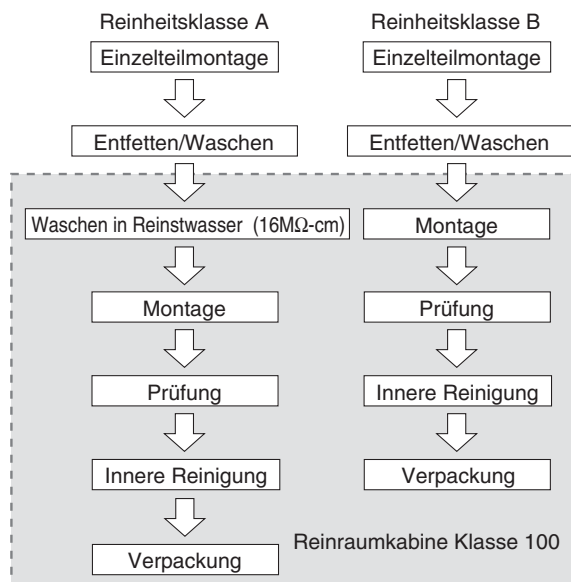 Reinheitsklasse A
Einzelteilmontage
Entfetten/Waschen
Waschen in Reinstwasser (16MΩ-cm)
Montage
Prüfung
Innere Reinigung
Verpackung
Reinheitsklasse B
Einzelteilmontage
Entfetten/Waschen
Montage
Prüfung
Innere Reinigung
Verpackung
Reinraumkabine Klasse 100